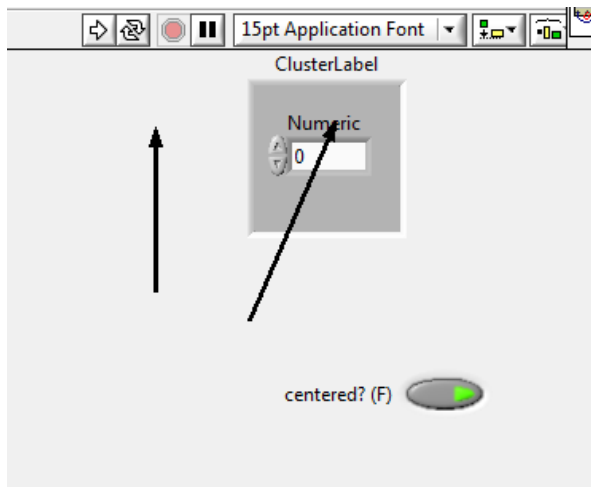 15pt Application Font
ClusterLabel
Numeric
0
centered? (F)